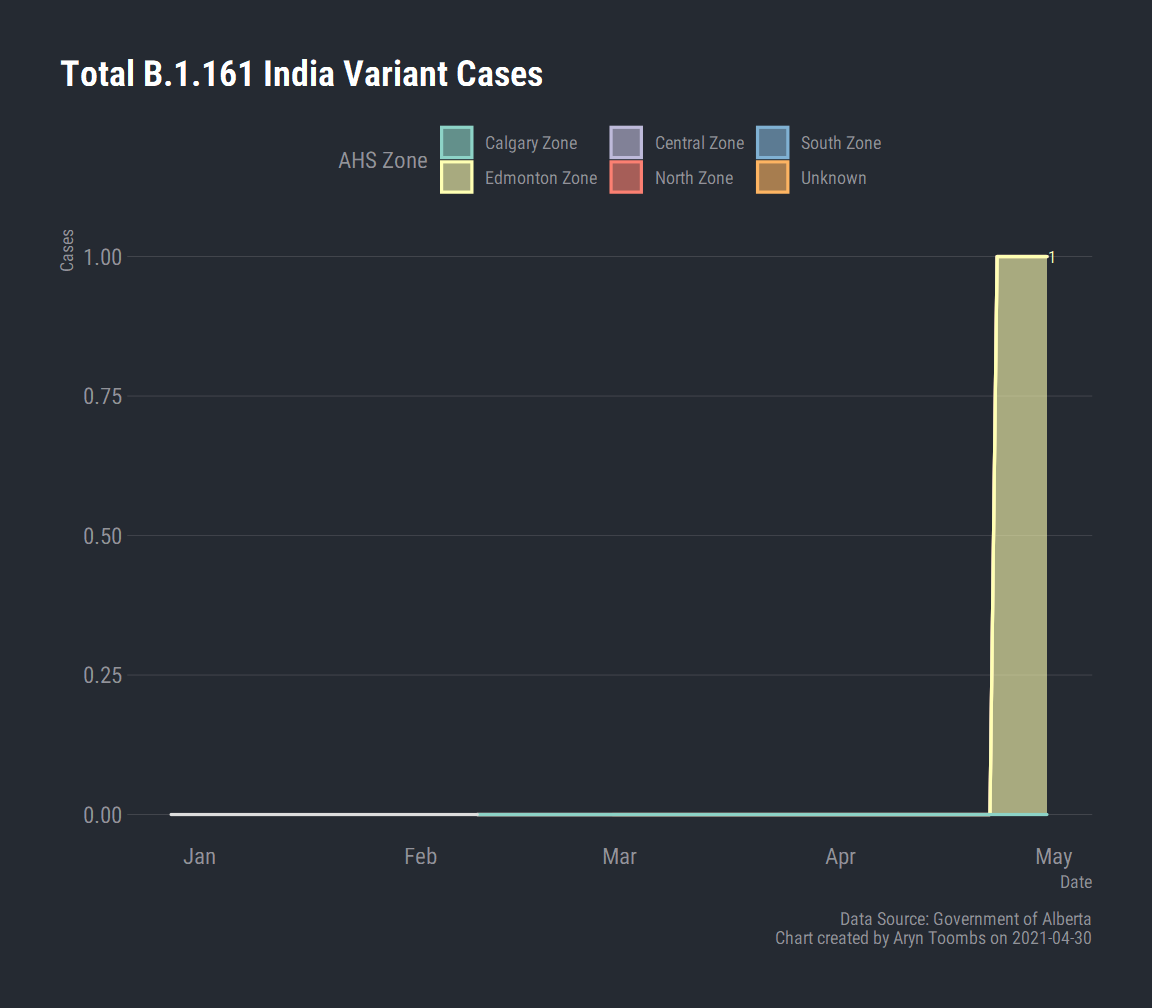 Total B.1.161 India Variant Cases
AHS Zone
Calgary Zone Central Zone South Zone
Edmonton Zone North Zone Unknown
Cases
1.00
1
0.75
0.50
0.25
0.00
Jan Feb Mar Apr May
Date
Data Source: Government of Alberta
Chart created by Aryn Toombs on 2021-04-30